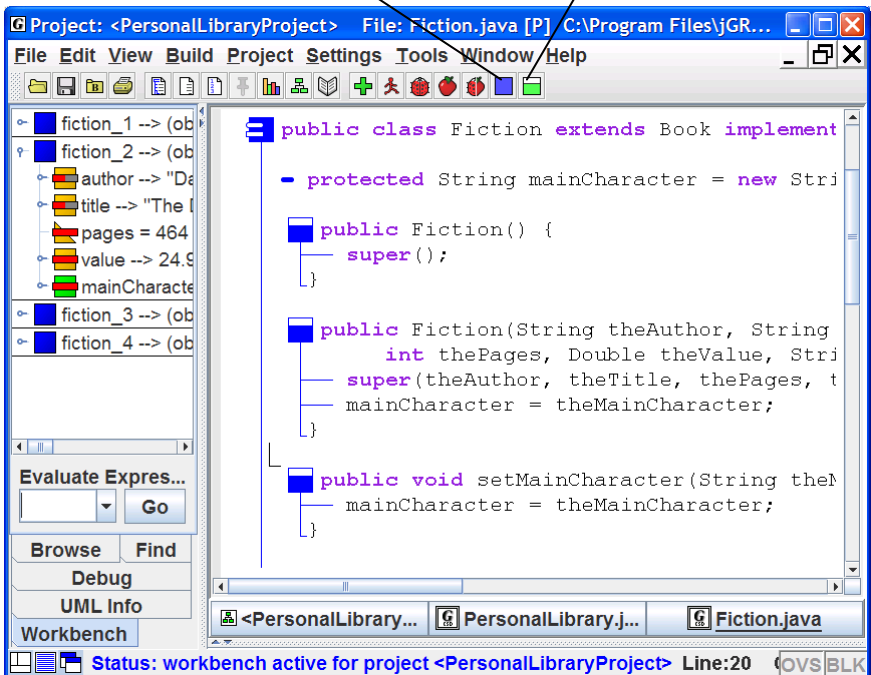 Project: <PersonalLibraryProject> File: Fiction.java [P] C:\Program Files\jGR...
File Edit View Build Project Settings Tools Window Help
fiction_1 --> (ob
fiction_2 --> (ob
author --> "Da
title --> "The
pages = 464
value --> 24.9
mainCharacte
fiction_3 --> (ob
fiction_4 --> (ob
Evaluate Expres...
Go
Browse Find
Debug
UML Info
Workbench
public class Fiction extends Book implement
protected String mainCharacter = new Stri
public Fiction() {
super();
}
public Fiction(String theAuthor, String
int thePages, Double theValue, Stri
super(theAuthor, theTitle, thePages, t
mainCharacter = theMainCharacter;
}
public void setMainCharacter(String theM
mainCharacter = theMainCharacter;
}
<PersonalLibrary... PersonalLibrary.j... Fiction.java
Status: workbench active for project <PersonalLibraryProject> Line:20 OVS BLK